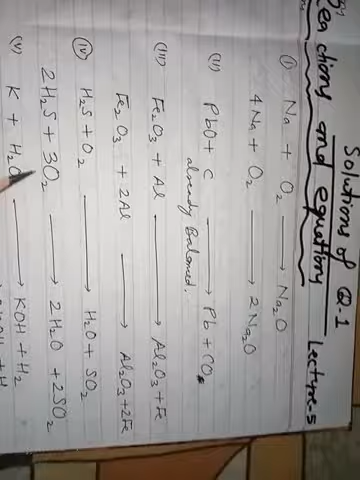 Solutions of Q-1
Reactions and equations Lecture-5
(i) Na + O2 → Na2O
4Na + O2 → 2Na2O
(ii) PbO + C → Pb + CO
already Balanced.
(iii) Fe2O3 + Al → Al2O3 + Fe
Fe2O3 + 2Al → Al2O3 + 2Fe
(iv) H2S + O2 → H2O + SO2
2H2S + 3O2 → 2H2O + 2SO2
(v) K + H2O → KOH + H2